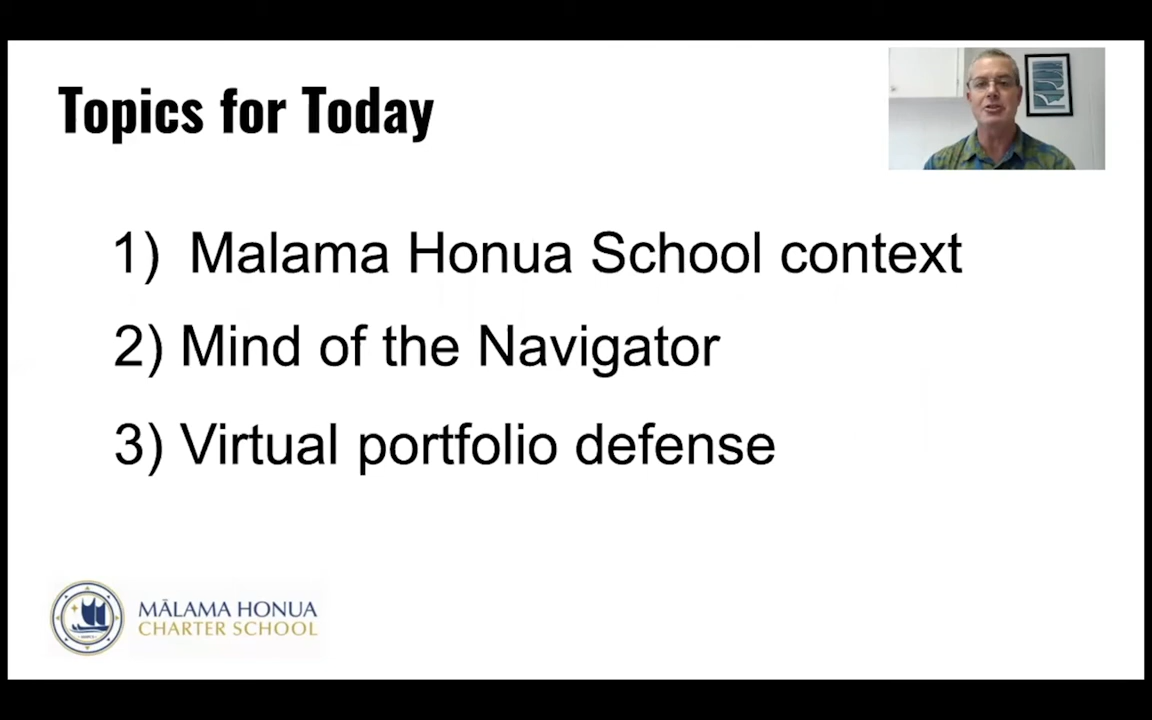 Topics for Today
1) Malama Honua School context
2) Mind of the Navigator
3) Virtual portfolio defense
MĀLAMA HONUA
CHARTER SCHOOL